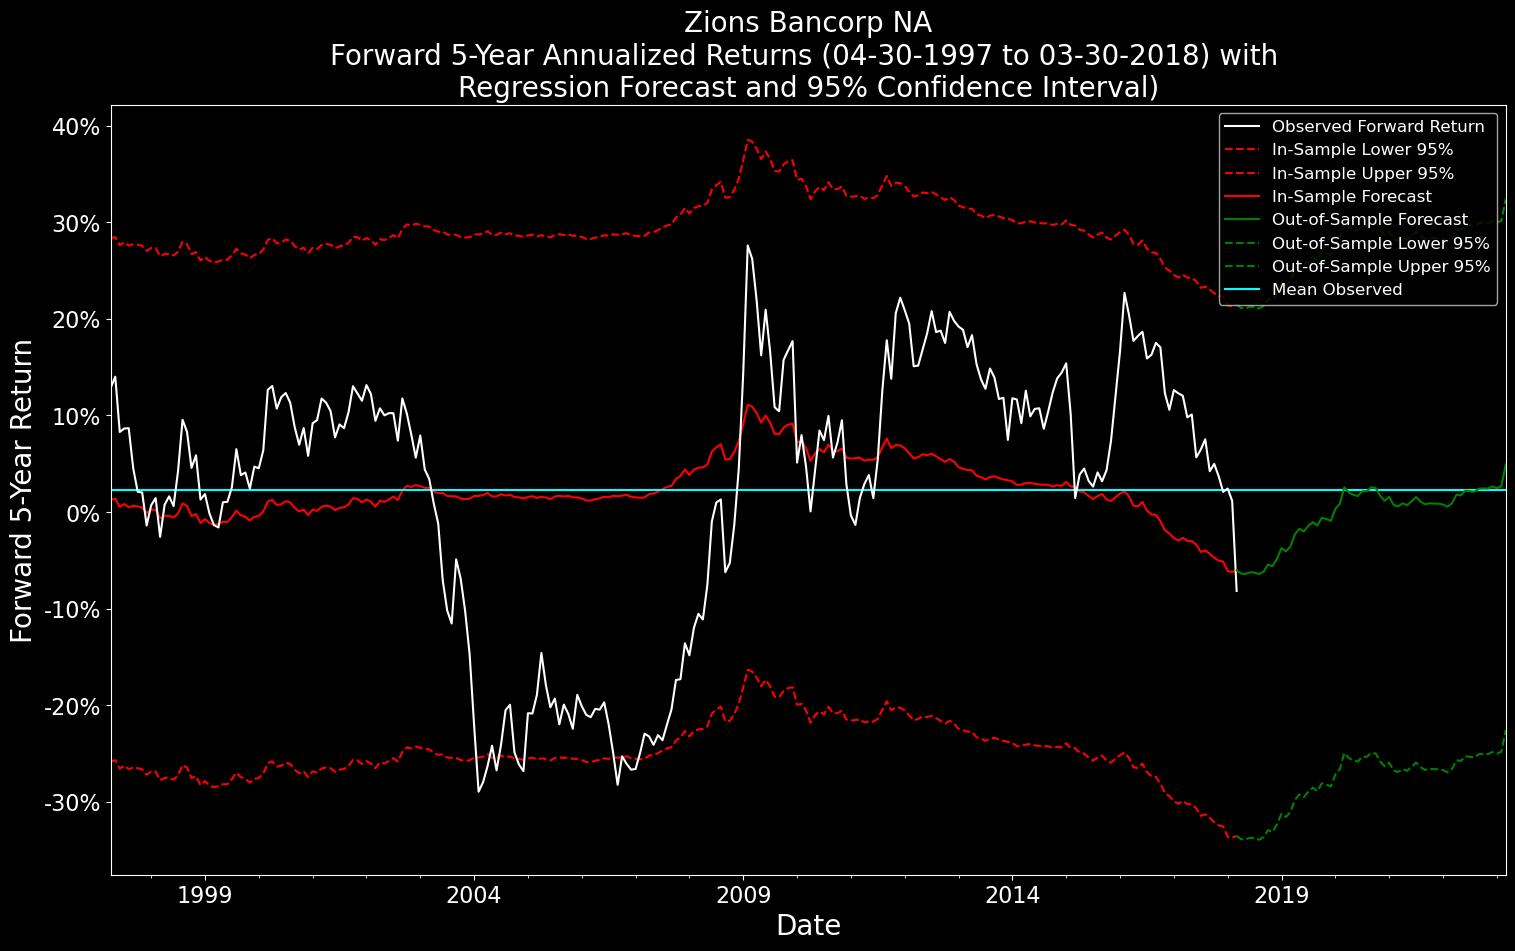 Zions Bancorp NA
Forward 5-Year Annualized Returns (04-30-1997 to 03-30-2018) with
Regression Forecast and 95% Confidence Interval)
40%
30%
20%
10%
0%
-10%
-20%
-30%
Forward 5-Year Return
Observed Forward Return
In-Sample Lower 95%
In-Sample Upper 95%
In-Sample Forecast
Out-of-Sample Forecast
Out-of-Sample Lower 95%
Out-of-Sample Upper 95%
Mean Observed
1999 2004 2009 2014 2019
Date